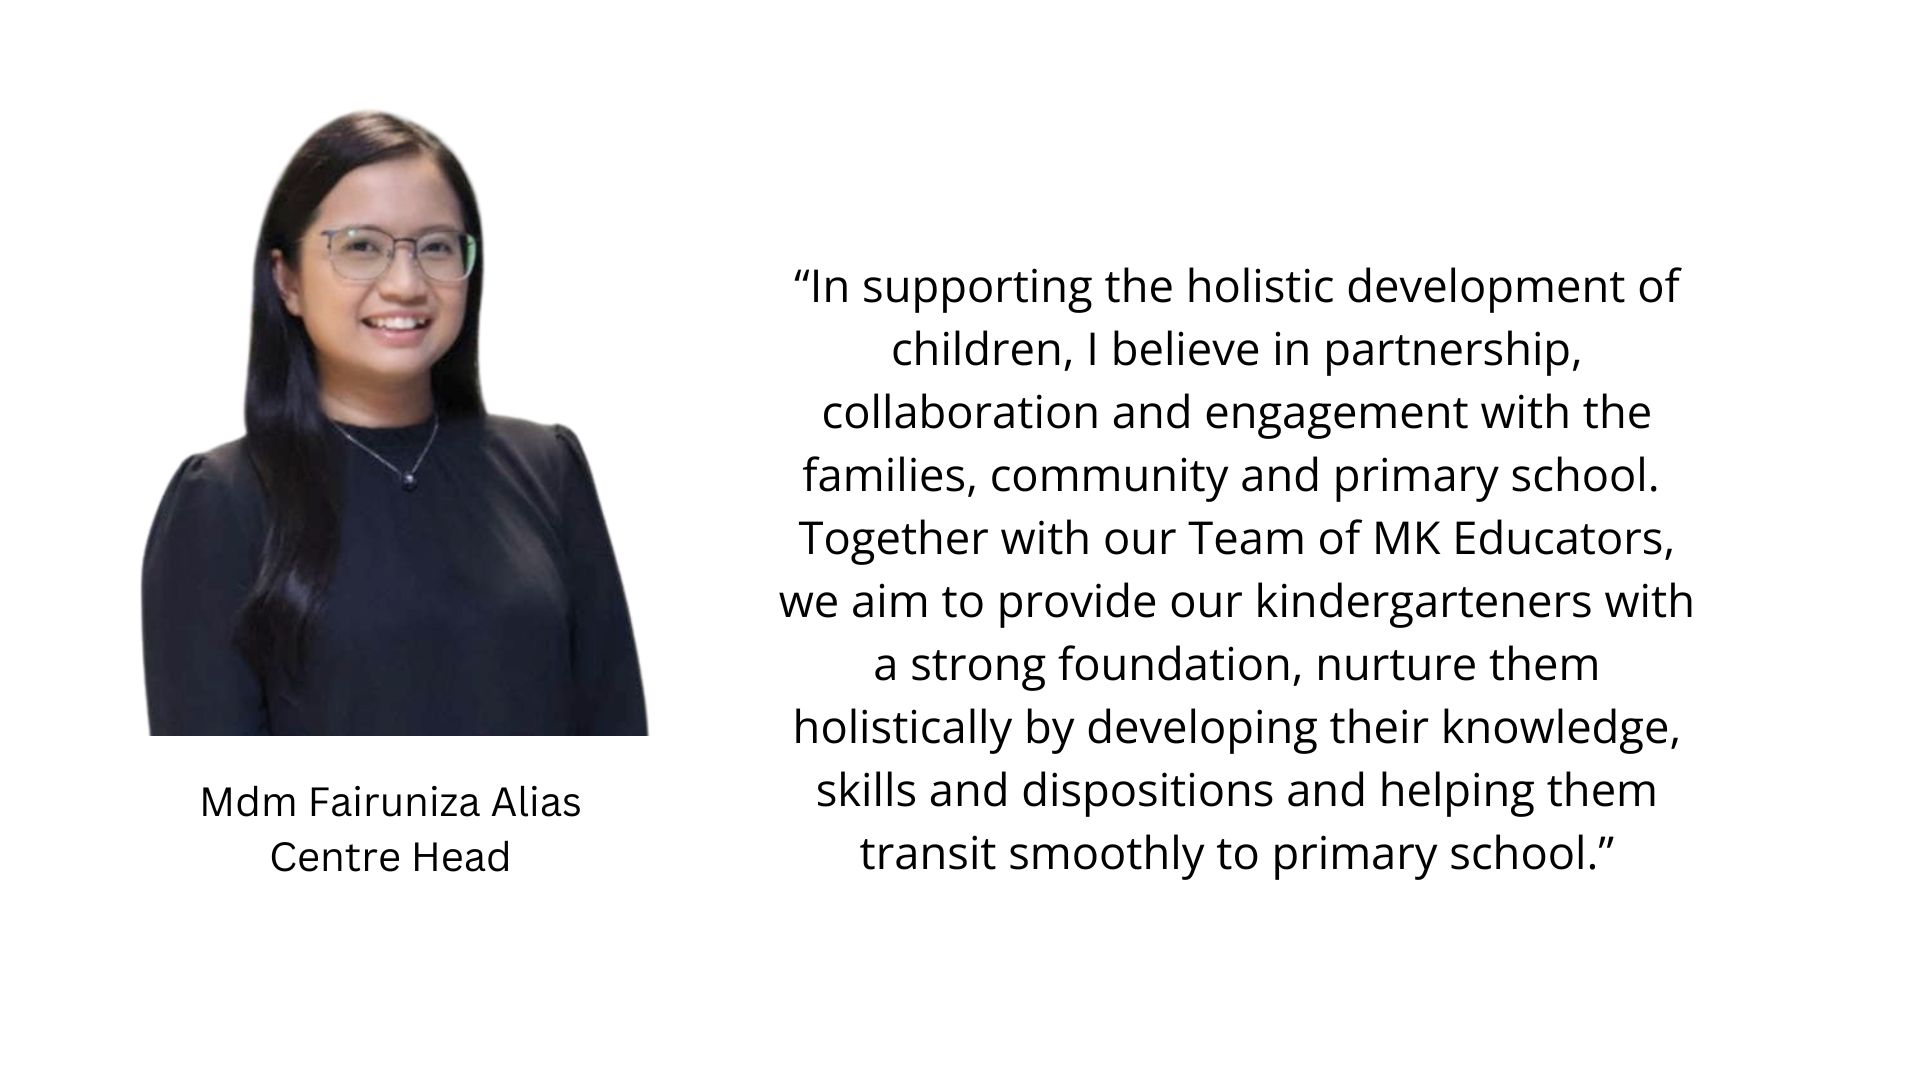 “In supporting the holistic development of
children, I believe in partnership,
collaboration and engagement with the
families, community and primary school.
Together with our Team of MK Educators,
we aim to provide our kindergarteners with
a strong foundation, nurture them
holistically by developing their knowledge,
skills and dispositions and helping them
transit smoothly to primary school.”
Mdm Fairuniza Alias
Centre Head